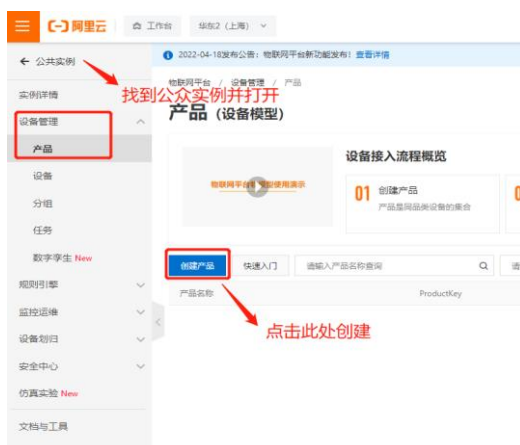 阿里云 工作台 华东2 (上海)
公共实例
2022-04-18发布公告：物联网平台新功能发布！查看详情
物联网平台 / 设备管理 / 产品
找到公众实例并打开
实例详情
设备管理
产品 (设备模型)
产品
设备
分组
任务
数字孪生 New
规则引擎
监控运维
设备划归
安全中心
仿真实验 New
文档与工具
设备接入流程概览
01 创建产品
产品是同品类设备的集合
创建产品 快速入门 请输入产品名称查询 请
产品名称 ProductKey
点击此处创建